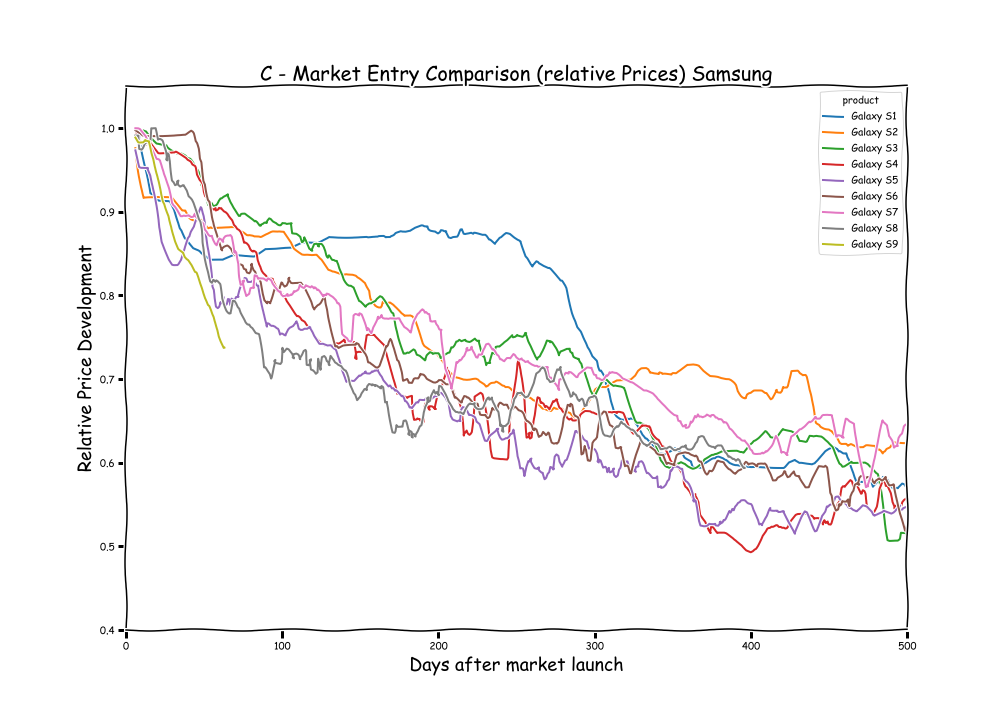 C - Market Entry Comparison (relative Prices) Samsung
product
Galaxy S1
Galaxy S2
Galaxy S3
Galaxy S4
Galaxy S5
Galaxy S6
Galaxy S7
Galaxy S8
Galaxy S9
Relative Price Development
1.0
0.9
0.8
0.7
0.6
0.5
0.4
0 100 200 300 400 500
Days after market launch